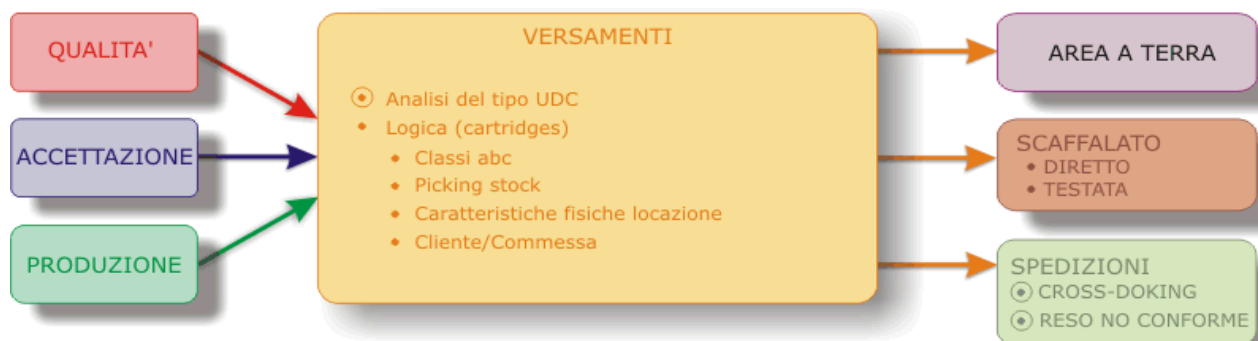 QUALITA'
ACCETTAZIONE
PRODUZIONE
VERSAMENTI
Analisi del tipo UDC
Logica (cartridges)
Classi abc
Picking stock
Caratteristiche fisiche locazione
Cliente/Commessa
AREA A TERRA
SCAFFALATO
DIRETTO
TESTATA
SPEDIZIONI
CROSS-DOKING
RESO NO CONFORME